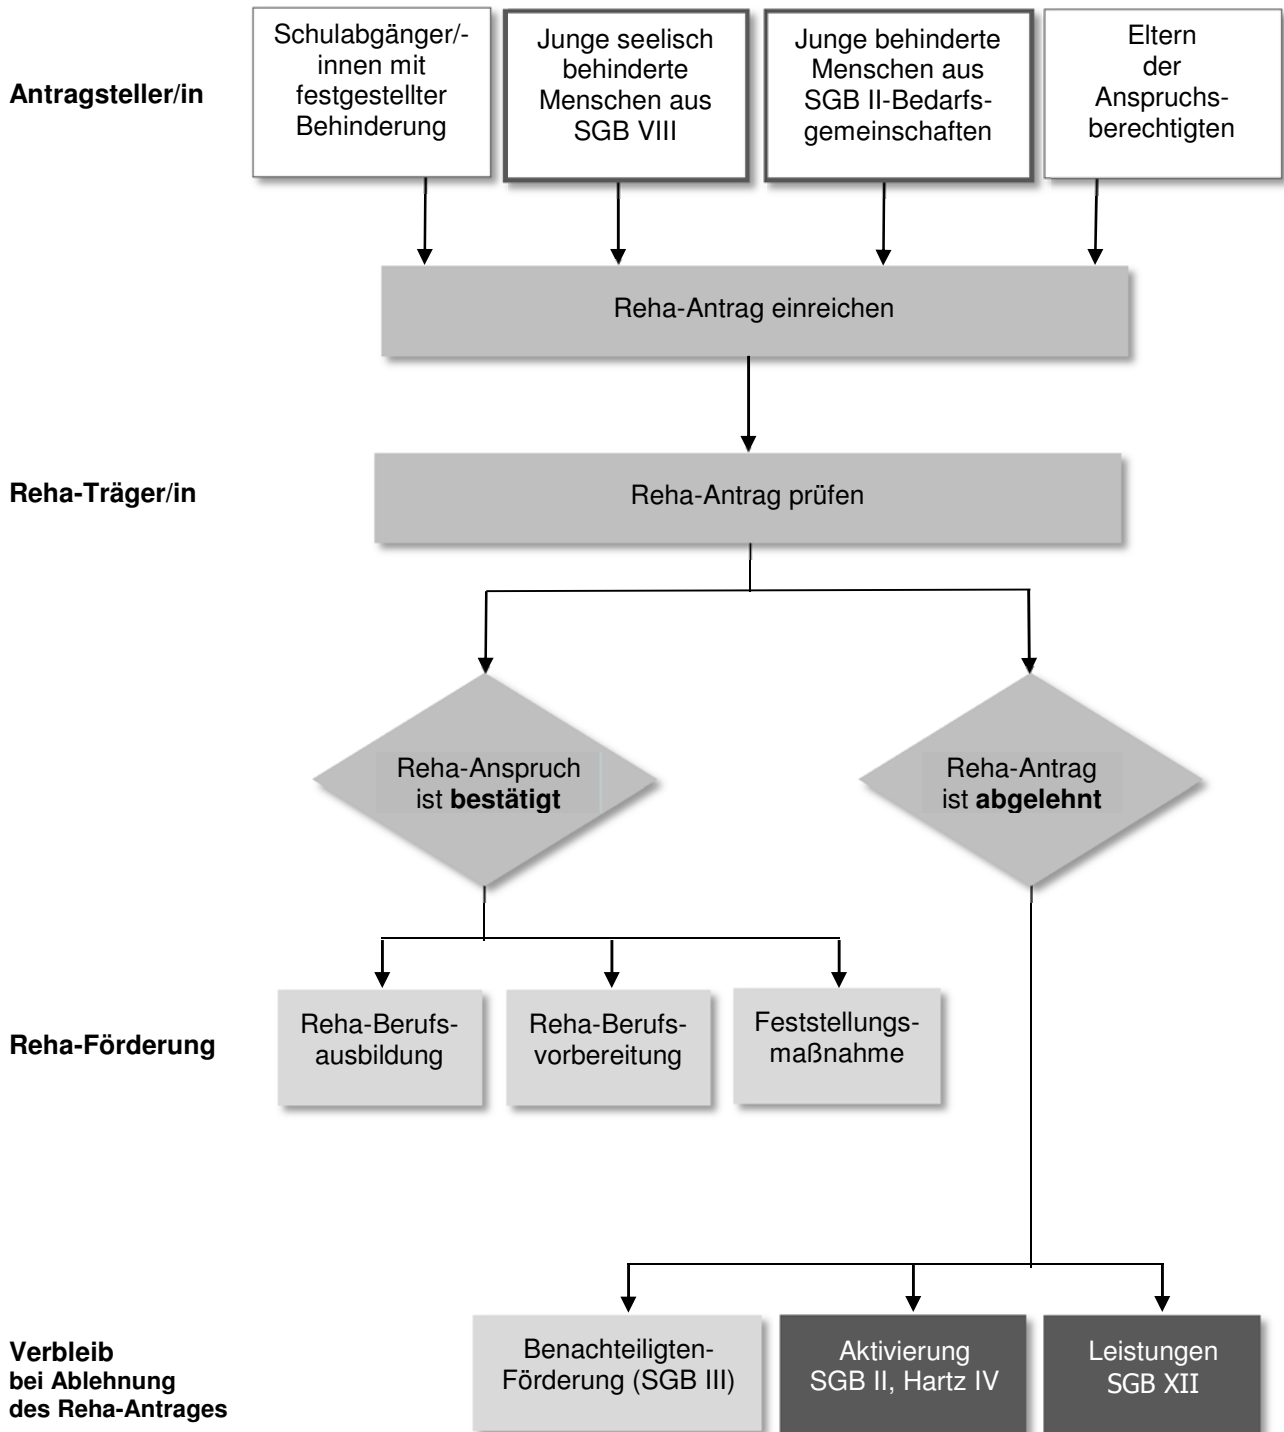 Antragsteller/in
Schulabgänger/-
innen mit
festgestellter
Behinderung
Junge seelisch
behinderte
Menschen aus
SGB VIII
Junge behinderte
Menschen aus
SGB II-Bedarfs-
gemeinschaften
Eltern
der
Anspruchs-
berechtigten
Reha-Antrag einreichen
Reha-Träger/in
Reha-Antrag prüfen
Reha-Anspruch
ist bestätigt
Reha-Antrag
ist abgelehnt
Reha-Förderung
Reha-Berufs-
ausbildung
Reha-Berufs-
vorbereitung
Feststellungs-
maßnahme
Verbleib
bei Ablehnung
des Reha-Antrages
Benachteiligten-
Förderung (SGB III)
Aktivierung
SGB II, Hartz IV
Leistungen
SGB XII